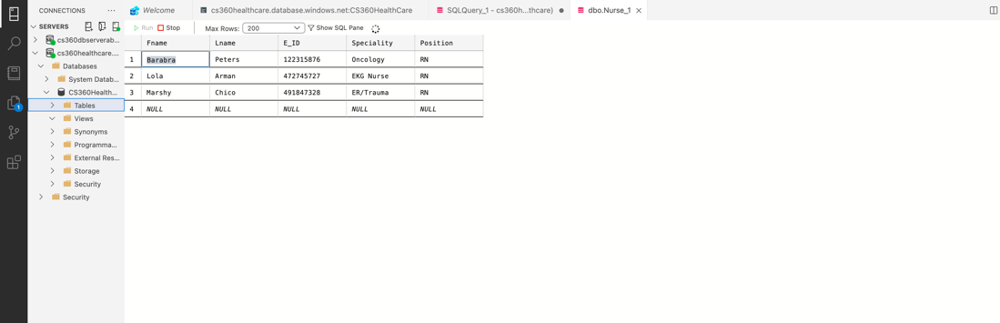 CONNECTIONS ...
Welcome
cs360healthcare.database.windows.net:CS360HealthCare
SQLQuery_1 - cs360h...thcare)
dbo.Nurse_1
SERVERS
Run
Stop
Max Rows:
200
Show SQL Pane
cs360dbserverab...
cs360healthcare....
Databases
System Datab...
CS360Health...
Tables
Views
Synonyms
Programma...
External Res...
Storage
Security
Security
1
Fname Lname E_ID Speciality Position
1 Barabra Peters 122315876 Oncology RN
2 Lola Arman 472745727 EKG Nurse RN
3 Marshy Chico 491847328 ER/Trauma RN
4 NULL NULL NULL NULL NULL